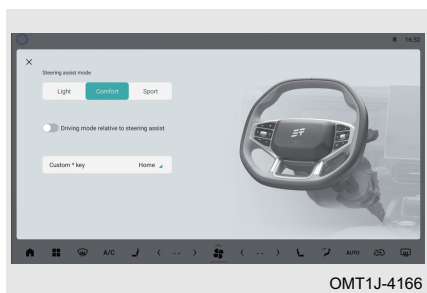 16:52
Steering assist mode
Light Comfort Sport
Driving mode relative to steering assist
Custom * key Home
A/C < -- > < -- > AUTO
OMT1J-4166